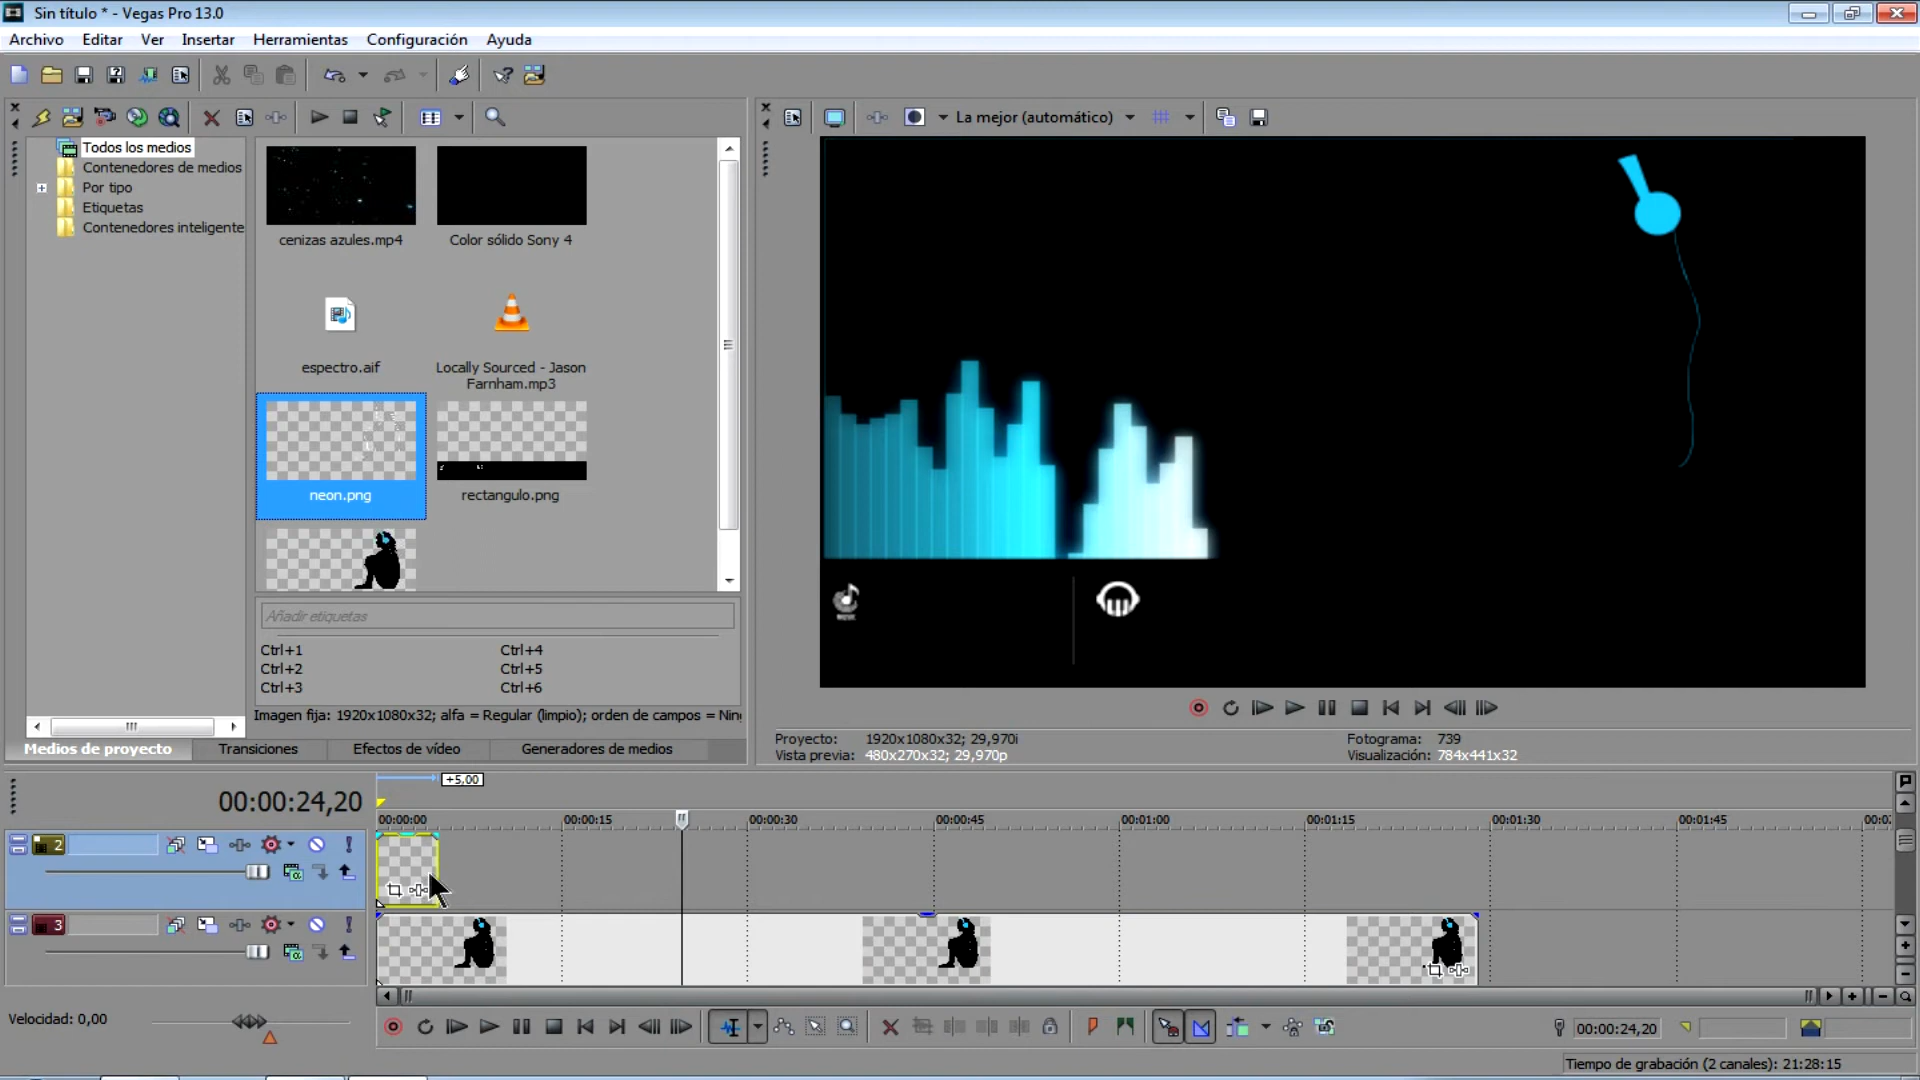 Sin título * - Vegas Pro 13.0
Archivo Editar Ver Insertar Herramientas Configuración Ayuda
La mejor (automático)
Todos los medios
Contenedores de medios
Por tipo
Etiquetas
Contenedores inteligente
cenizas azules.mp4
Color sólido Sony 4
espectro.aif
Locally Sourced - Jason
Farnham.mp3
neon.png
rectangulo.png
Añadir etiquetas
Ctrl+1 Ctrl+4
Ctrl+2 Ctrl+5
Ctrl+3 Ctrl+6
Imagen fija: 1920x1080x32; alfa = Regular (limpio); orden de campos = Nin
Medios de proyecto Transiciones Efectos de vídeo Generadores de medios
Proyecto: 1920x1080x32; 29,970i
Vista previa: 480x270x32; 29,970p
Fotograma: 739
Visualización: 784x441x32
+5,00
00:00:24,20
00:00:00 00:00:15 00:00:30 00:00:45 00:01:00 00:01:15 00:01:30 00:01:45 00:0
2
3
Velocidad: 0,00
00:00:24,20
Tiempo de grabación (2 canales): 21:28:15